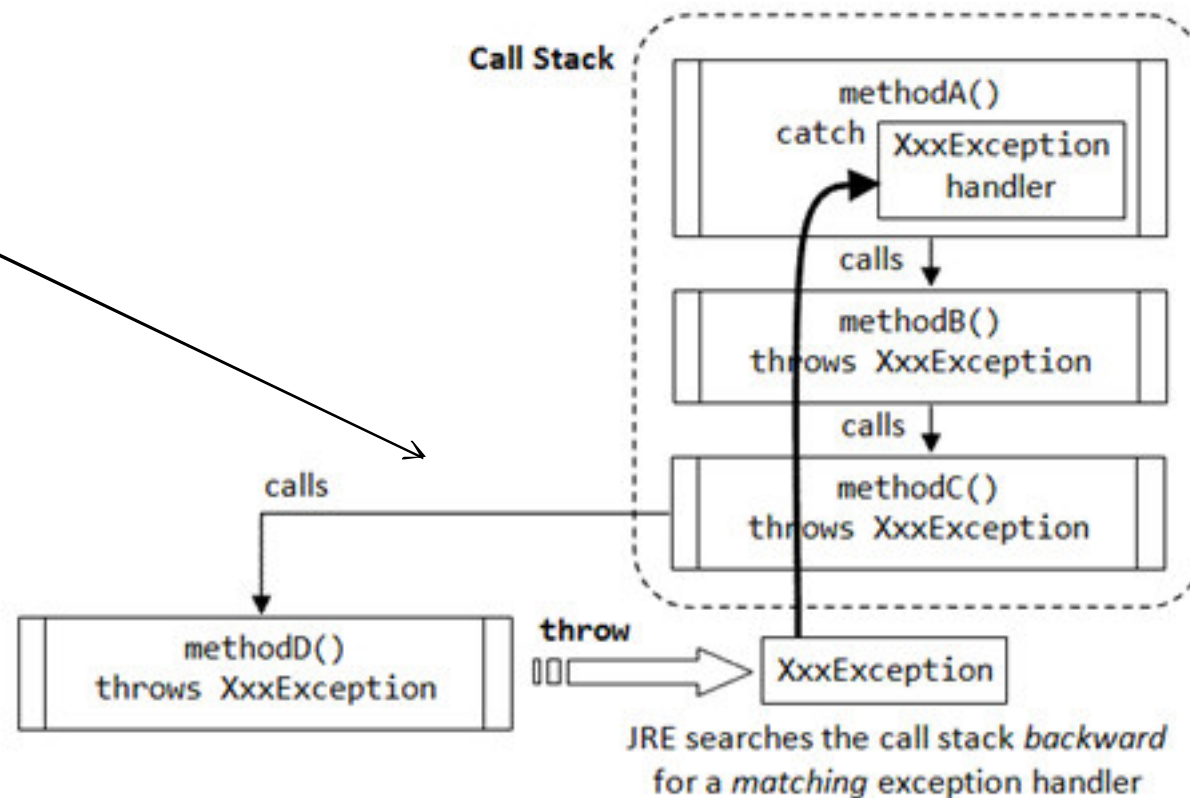 Call Stack
methodA()
catch
XxxException
handler
calls
methodB()
throws XxxException
calls
methodC()
throws XxxException
calls
methodD()
throws XxxException
throw
XxxException
JRE searches the call stack backward
for a matching exception handler